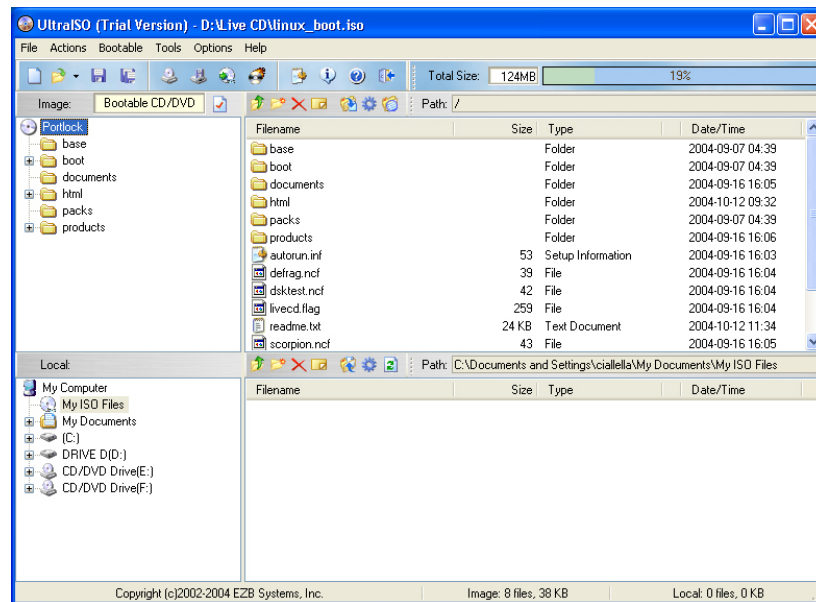 UltraISO (Trial Version) - D:\Live CD\linux_boot.iso
File Actions Bootable Tools Options Help
Total Size: 124MB 19%
Image: Bootable CD/DVD Path: /
Portlock
base
boot
documents
html
packs
products
Filename Size Type Date/Time
base Folder 2004-09-07 04:39
boot Folder 2004-09-07 04:39
documents Folder 2004-09-16 16:05
html Folder 2004-10-12 09:32
packs Folder 2004-09-07 04:39
products Folder 2004-09-16 16:06
autorun.inf 53 Setup Information 2004-09-16 16:03
defrag.ncf 39 File 2004-09-16 16:04
dsktest.ncf 42 File 2004-09-16 16:04
livecd.flag 259 File 2004-09-16 16:04
readme.txt 24 KB Text Document 2004-10-12 11:34
scorpion.ncf 43 File 2004-09-16 16:05
Local: Path: C:\Documents and Settings\ciallella\My Documents\My ISO Files
My Computer
My ISO Files
My Documents
(C:)
DRIVE D(D:)
CD/DVD Drive(E:)
CD/DVD Drive(F:)
Filename Size Type Date/Time
Copyright (c)2002-2004 EZB Systems, Inc. Image: 8 files, 38 KB Local: 0 files, 0 KB